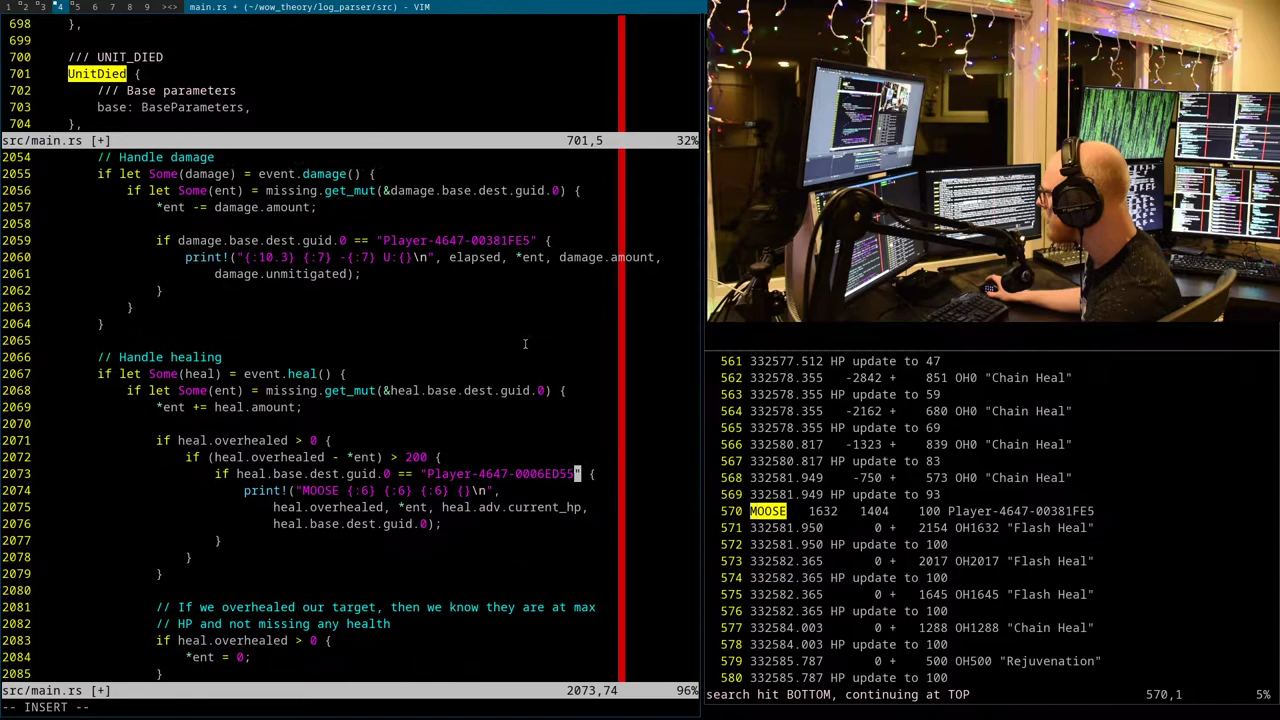 1 2 3 4 5 6 7 8 9 ><> main.rs + (~/wow_theory/log_parser/src) - VIM
698 },
699
700 /// UNIT_DIED
701 UnitDied {
702 /// Base parameters
703 base: BaseParameters,
704 },
src/main.rs [+] 701,5 32%
2054 // Handle damage
2055 if let Some(damage) = event.damage() {
2056 if let Some(ent) = missing.get_mut(&damage.base.dest.guid.0) {
2057 *ent -= damage.amount;
2058
2059 if damage.base.dest.guid.0 == "Player-4647-00381FE5" {
2060 print!("{:10.3} {:7} -{:7} U:{}\n", elapsed, *ent, damage.amount,
2061 damage.unmitigated);
2062 }
2063 }
2064 }
2065
2066 // Handle healing
2067 if let Some(heal) = event.heal() {
2068 if let Some(ent) = missing.get_mut(&heal.base.dest.guid.0) {
2069 *ent += heal.amount;
2070
2071 if heal.overhealed > 0 {
2072 if (heal.overhealed - *ent) > 200 {
2073 if heal.base.dest.guid.0 == "Player-4647-0006ED55" {
2074 print!("MOOSE {:6} {:6} {:6} {}\n",
2075 heal.overhealed, *ent, heal.adv.current_hp,
2076 heal.base.dest.guid.0);
2077 }
2078 }
2079 }
2080
2081 // If we overhealed our target, then we know they are at max
2082 // HP and not missing any health
2083 if heal.overhealed > 0 {
2084 *ent = 0;
2085 }
src/main.rs [+] 2073,74 96%
-- INSERT --
561 332577.512 HP update to 47
562 332578.355 -2842 + 851 OH0 "Chain Heal"
563 332578.355 HP update to 59
564 332578.355 -2162 + 680 OH0 "Chain Heal"
565 332578.355 HP update to 69
566 332580.817 -1323 + 839 OH0 "Chain Heal"
567 332580.817 HP update to 83
568 332581.949 -750 + 573 OH0 "Chain Heal"
569 332581.949 HP update to 93
570 MOOSE 1632 1404 100 Player-4647-00381FE5
571 332581.950 0 + 2154 OH1632 "Flash Heal"
572 332581.950 HP update to 100
573 332582.365 0 + 2017 OH2017 "Flash Heal"
574 332582.365 HP update to 100
575 332582.365 0 + 1645 OH1645 "Flash Heal"
576 332582.365 HP update to 100
577 332584.003 0 + 1288 OH1288 "Chain Heal"
578 332584.003 HP update to 100
579 332585.787 0 + 500 OH500 "Rejuvenation"
580 332585.787 HP update to 100
search hit BOTTOM, continuing at TOP 570,1 5%